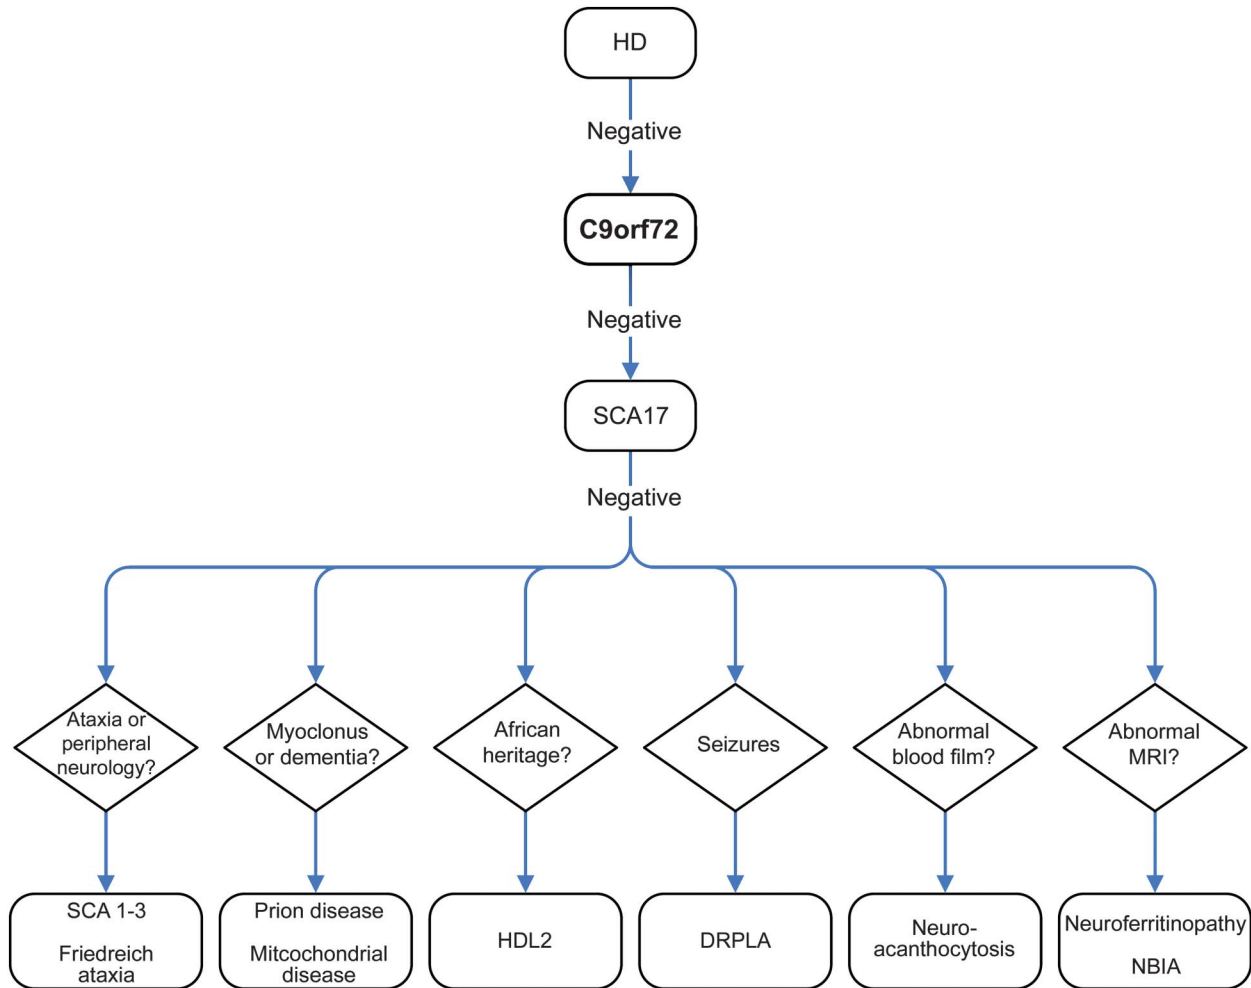 HD
Negative
C9orf72
Negative
SCA17
Negative
Ataxia or
peripheral
neurology?
Myoclonus
or dementia?
African
heritage?
Seizures
Abnormal
blood film?
Abnormal
MRI?
SCA 1-3
Friedreich
ataxia
Prion disease
Mitcochondrial
disease
HDL2
DRPLA
Neuro-
acanthocytosis
Neuroferritinopathy
NBIA